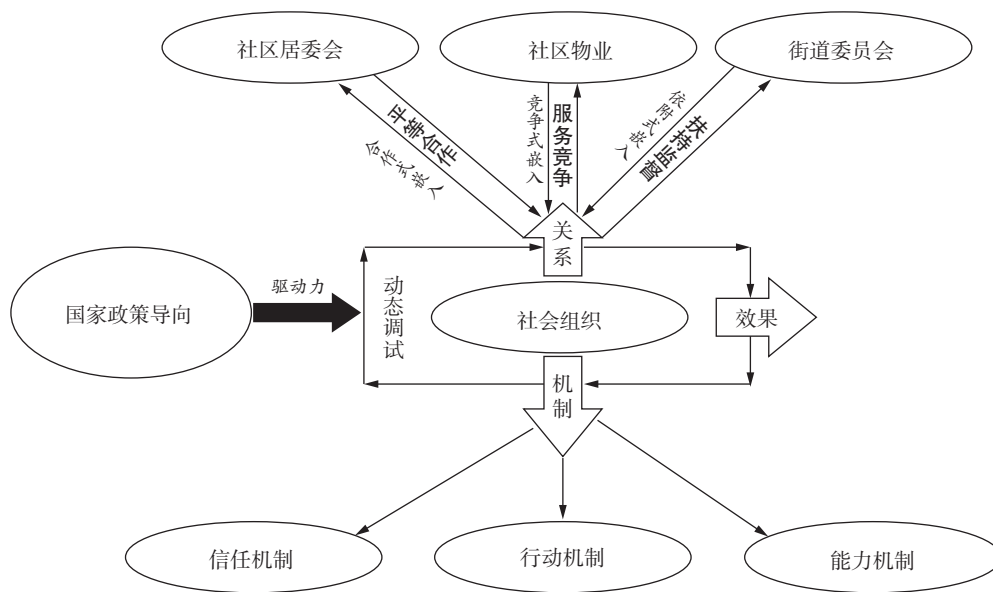 社区居委会
社区物业
街道委员会
平等合作
合作式嵌入
竞争式嵌入
服务竞争
依附式嵌入
扶持监督
关系
国家政策导向
驱动力
动态调试
社会组织
效果
机制
信任机制
行动机制
能力机制